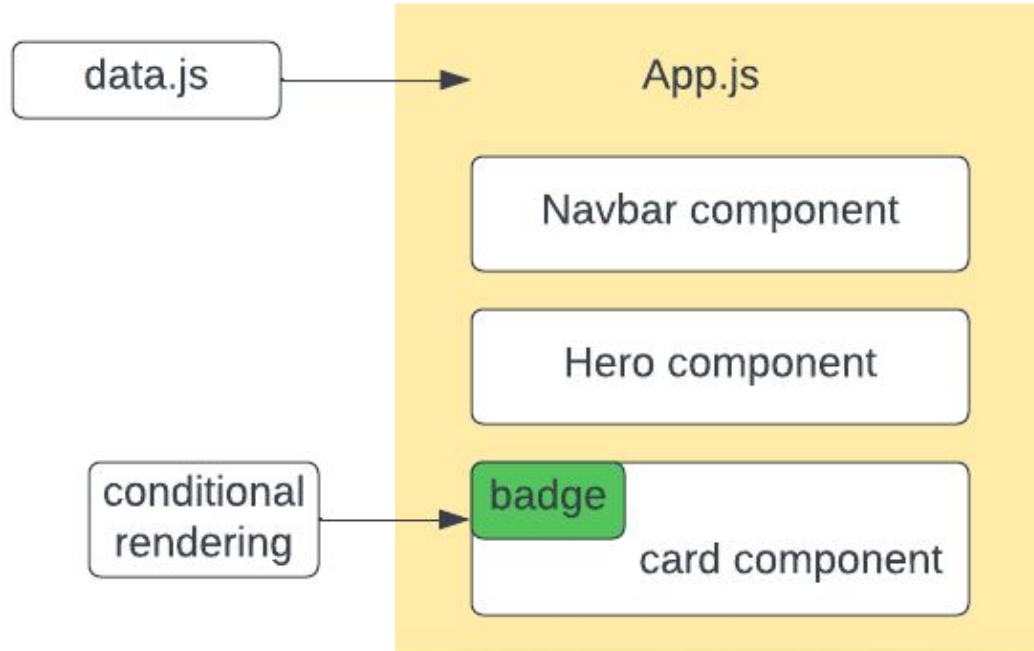 data.js
App.js
Navbar component
Hero component
conditional
rendering
badge
card component